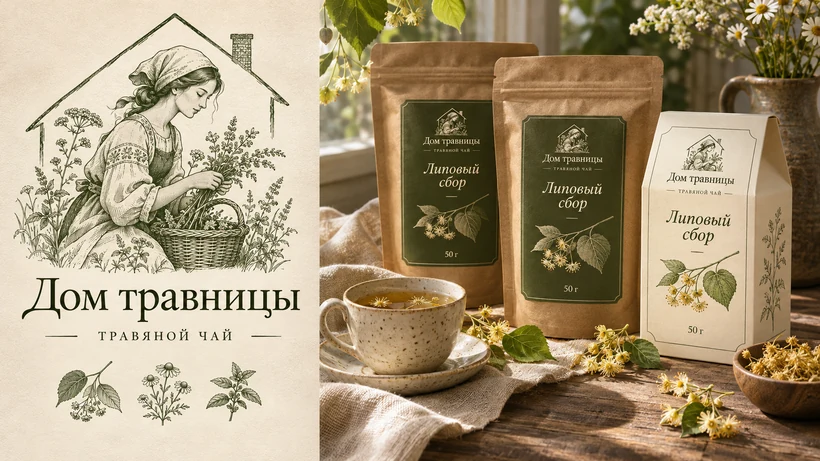 Дом травницы
ТРАВЯНОЙ ЧАЙ
Дом травницы
ТРАВЯНОЙ ЧАЙ
Липовый
сбор
50 г
Дом травницы
ТРАВЯНОЙ ЧАЙ
Липовый
сбор
50 г
Дом травницы
ТРАВЯНОЙ ЧАЙ
Липовый
сбор
50 г